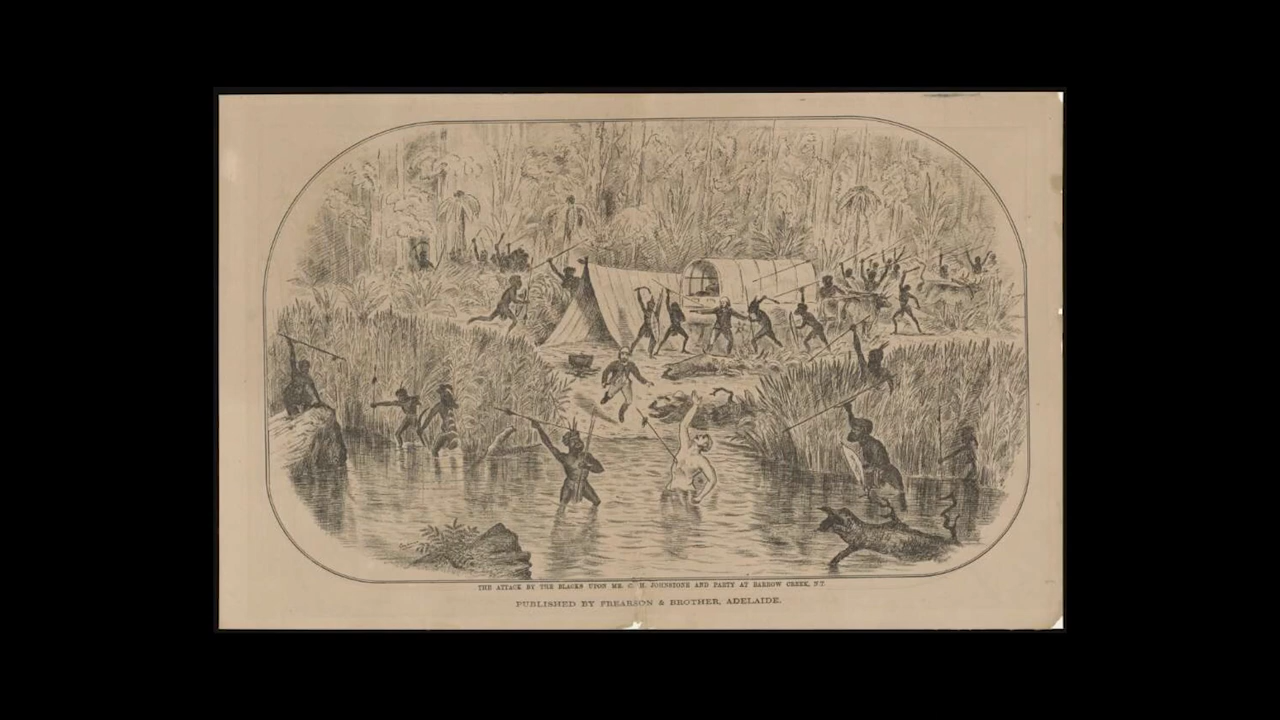 THE ATTACK BY THE BLACKS UPON MR. C. H. JOHNSTONE AND PARTY AT BARROW CREEK, N.T.
PUBLISHED BY FREARSON & BROTHER, ADELAIDE.